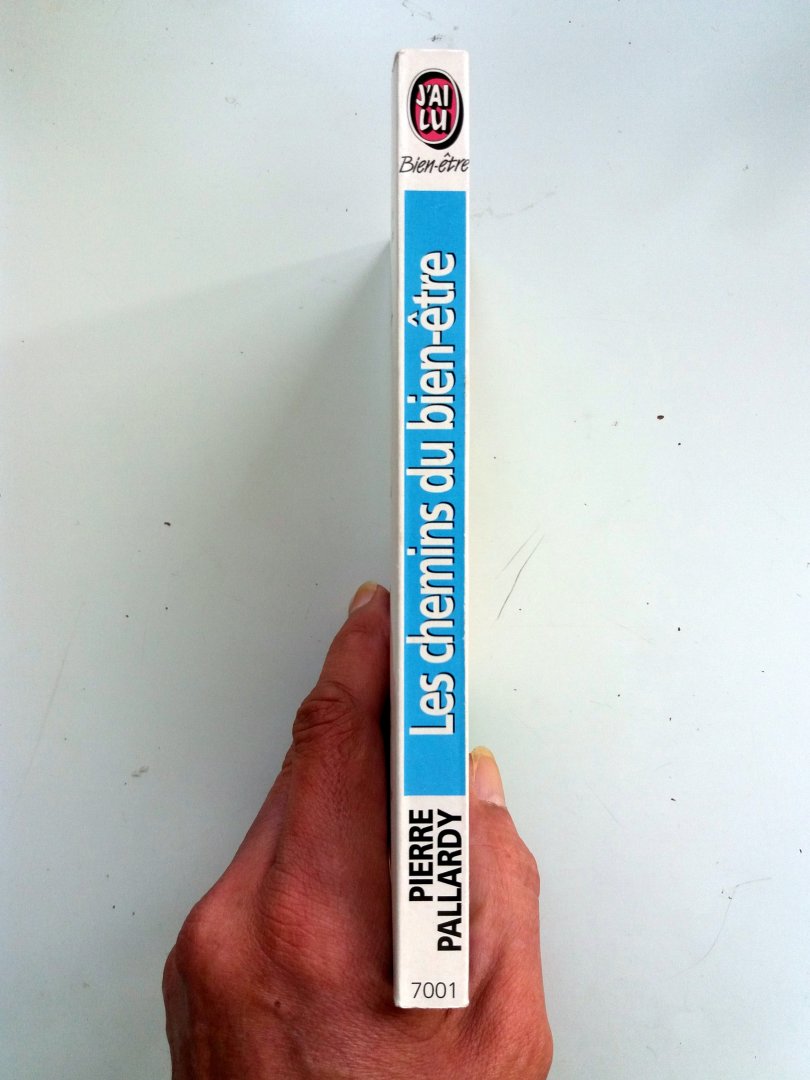 J'AI
LU
Bien-être
Les chemins du bien-être
PIERRE
PALLARDY
7001